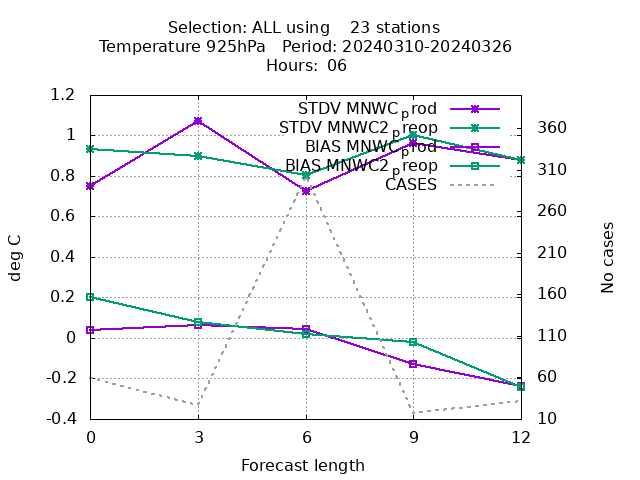 Selection: ALL using    23 stations
Temperature 925hPa   Period: 20240310-20240326
Hours: 06
STDV MNWC_prod
STDV MNWC2_preop
BIAS MNWC_prod
BIAS MNWC2_preop
CASES
1.2
1
0.8
0.6
0.4
0.2
0
-0.2
-0.4
deg C
360
310
260
210
160
110
60
10
No cases
0 3 6 9 12
Forecast length